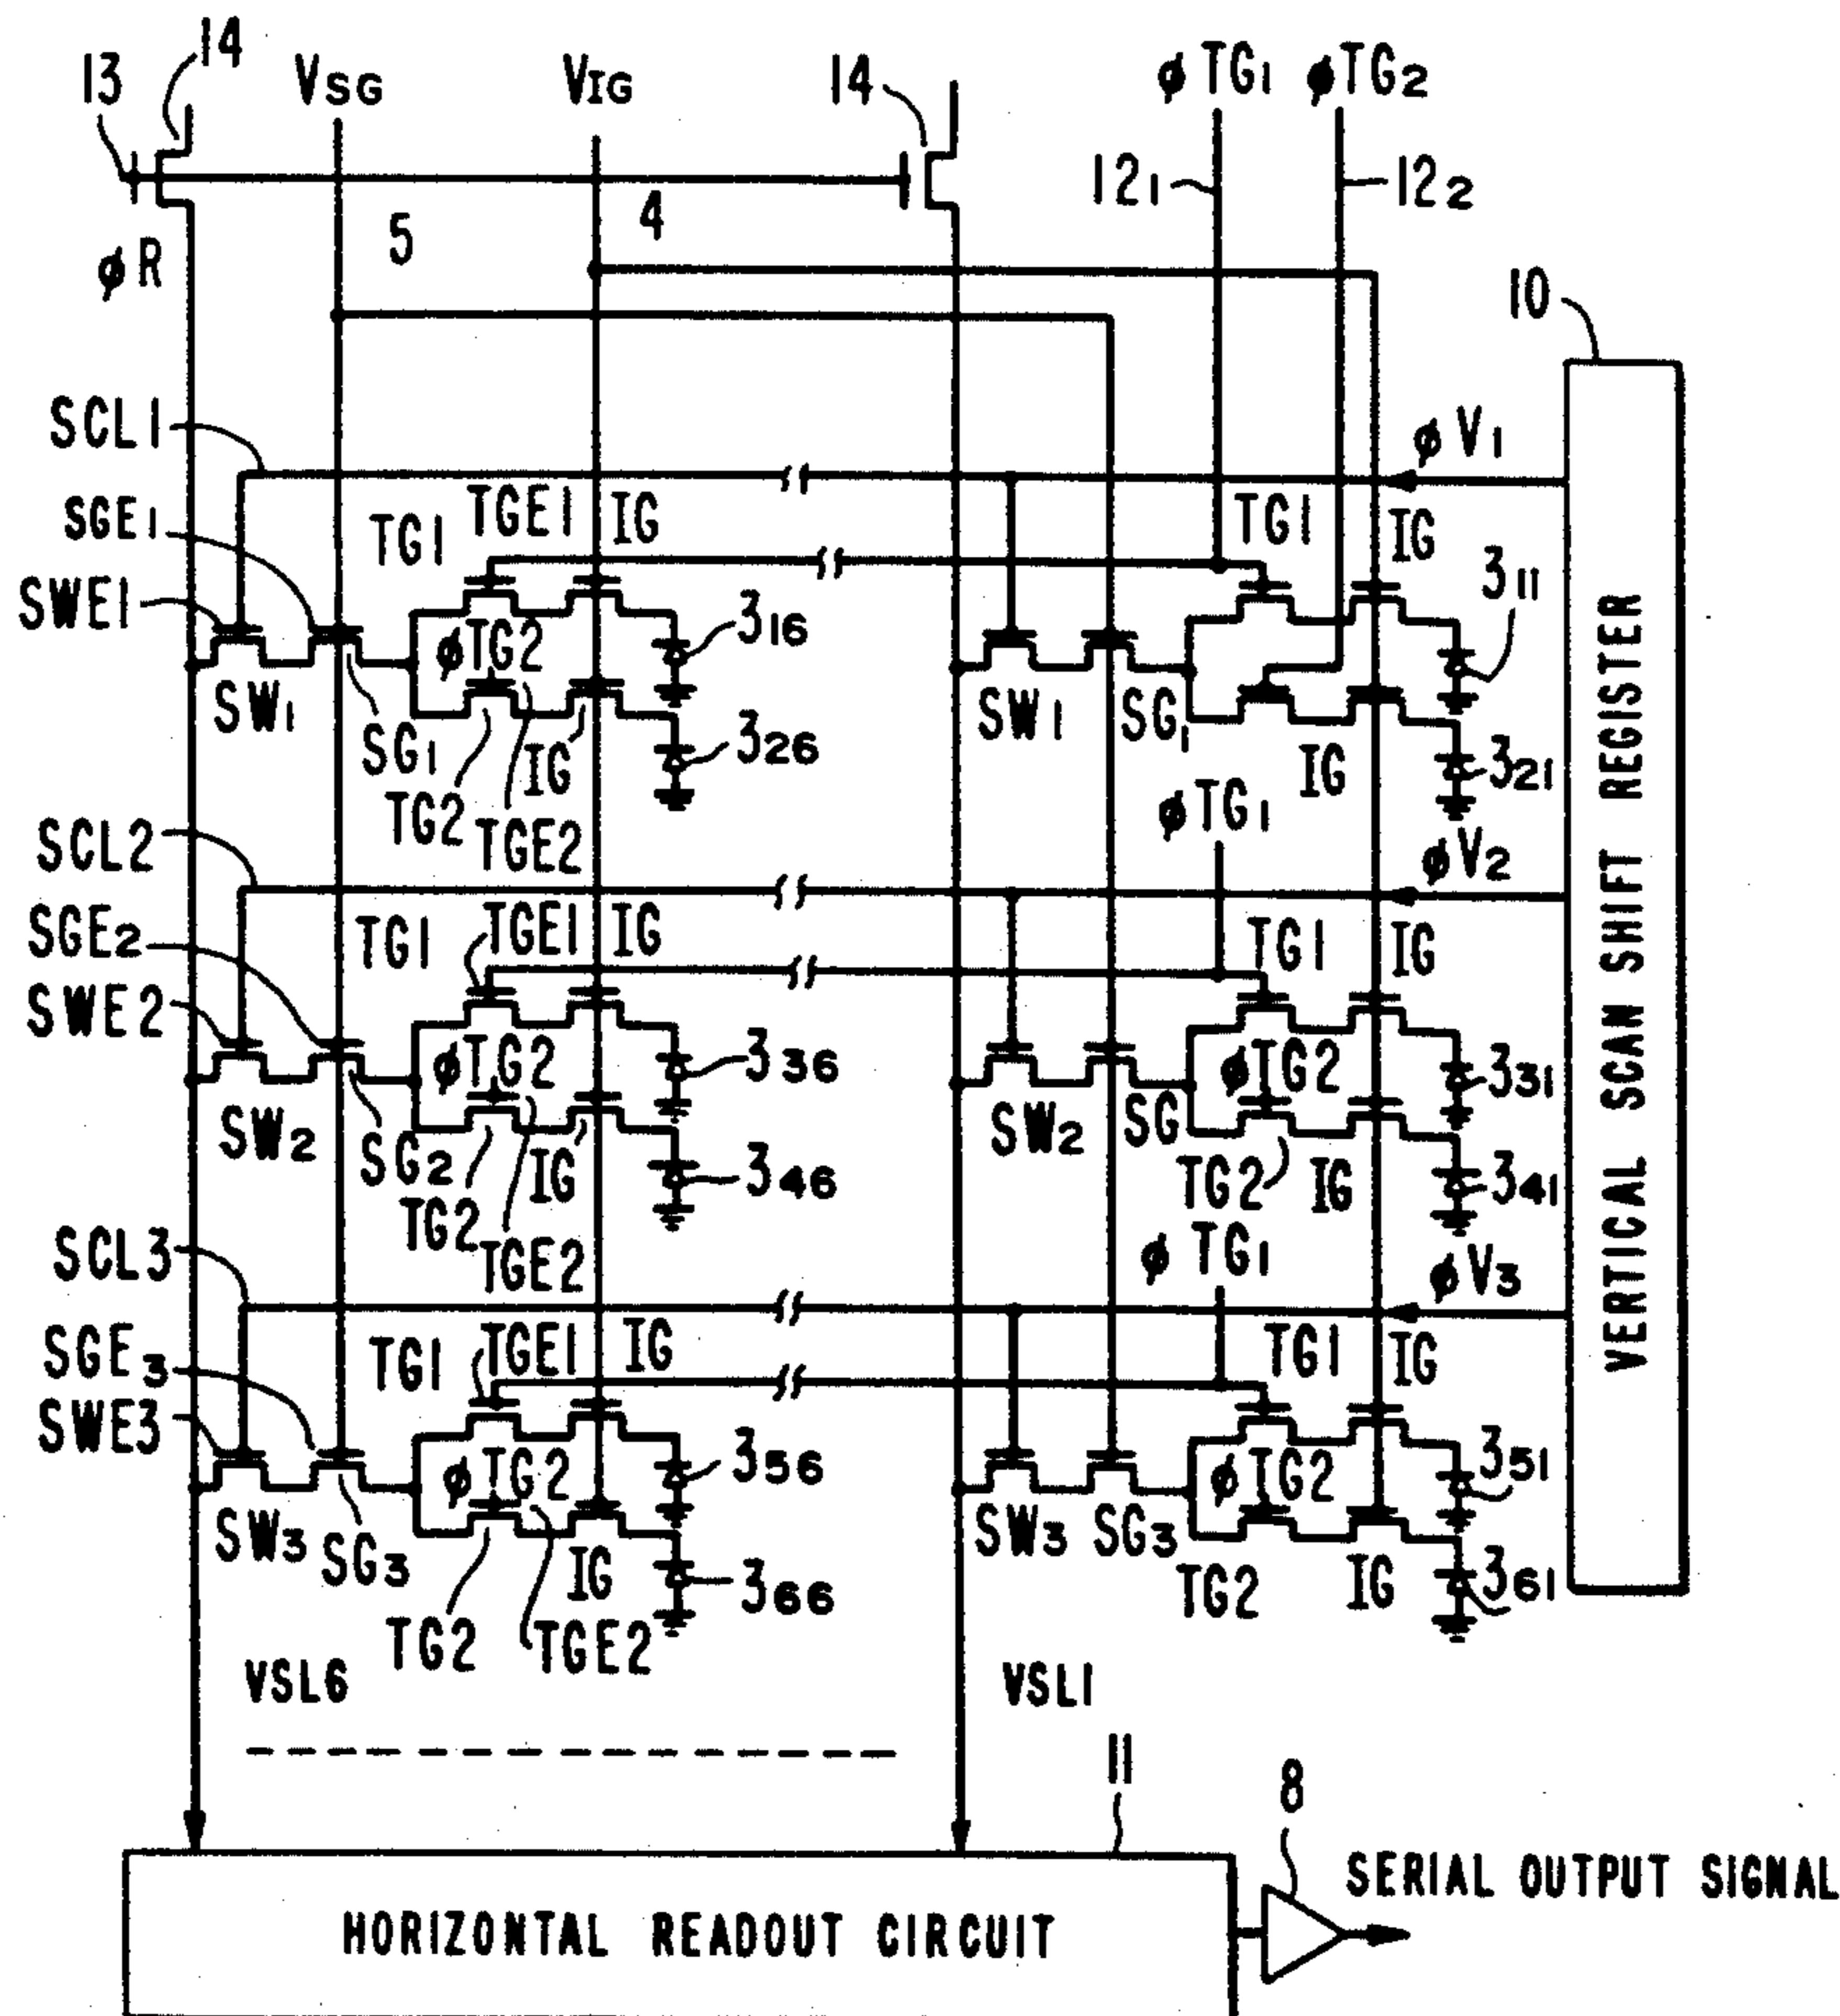 14
13 VSG VIG 14 ϕTG1 ϕTG2
121 122
5 4
ϕR
10
SCL1 ϕV1
SGE1 TG1 TGE1 IG TG1 IG
SWE1 316 311
ϕTG2
SW1 SG1 326 SW1 SG1 IG 321
TG2 TGE2 IG
ϕTG1
SCL2 ϕV2
SGE2 TG1 TGE1 IG TG1 IG
SWE2
ϕTG2 336 ϕTG2 331
SW2 SG2 IG 346 SW2 SG TG2 IG 341
TG2 TGE2
ϕTG1
SCL3 ϕV3
SGE3 TG1 TGE1 IG TG1 IG
SWE3
ϕTG2 356 ϕTG2 351
SW3 SG3 IG 366 SW3 SG3 TG2 IG 361
TG2 TGE2
VERTICAL SCAN SHIFT REGISTER
VSL6 VSL1
11 8
SERIAL OUTPUT SIGNAL
HORIZONTAL READOUT CIRCUIT